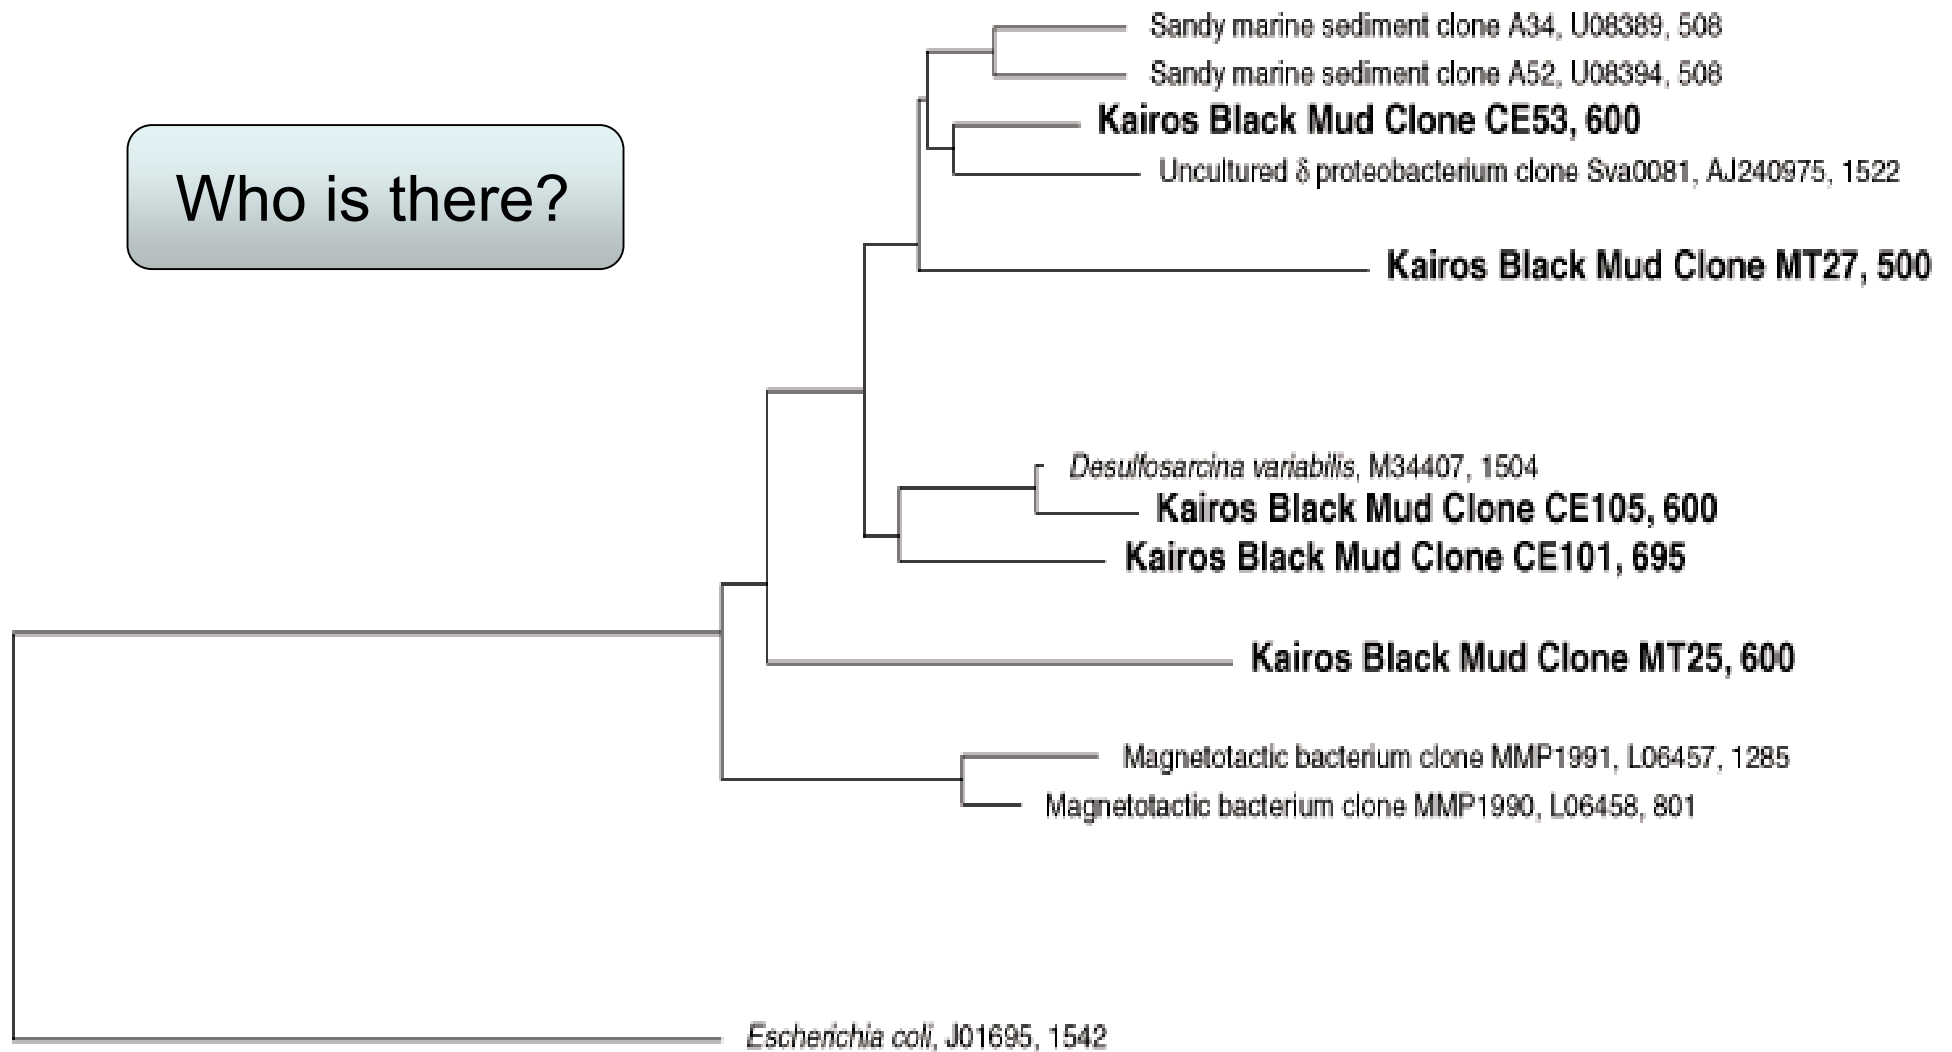 Sandy marine sediment clone A34, U08389, 508
Sandy marine sediment clone A52, U08394, 508
Kairos Black Mud Clone CE53, 600
Uncultured δ proteobacterium clone Sva0081, AJ240975, 1522
Who is there?
Kairos Black Mud Clone MT27, 500
Desulfosarcina variabilis, M34407, 1504
Kairos Black Mud Clone CE105, 600
Kairos Black Mud Clone CE101, 695
Kairos Black Mud Clone MT25, 600
Magnetotactic bacterium clone MMP1991, L06457, 1285
Magnetotactic bacterium clone MMP1990, L06458, 801
Escherichia coli, J01695, 1542